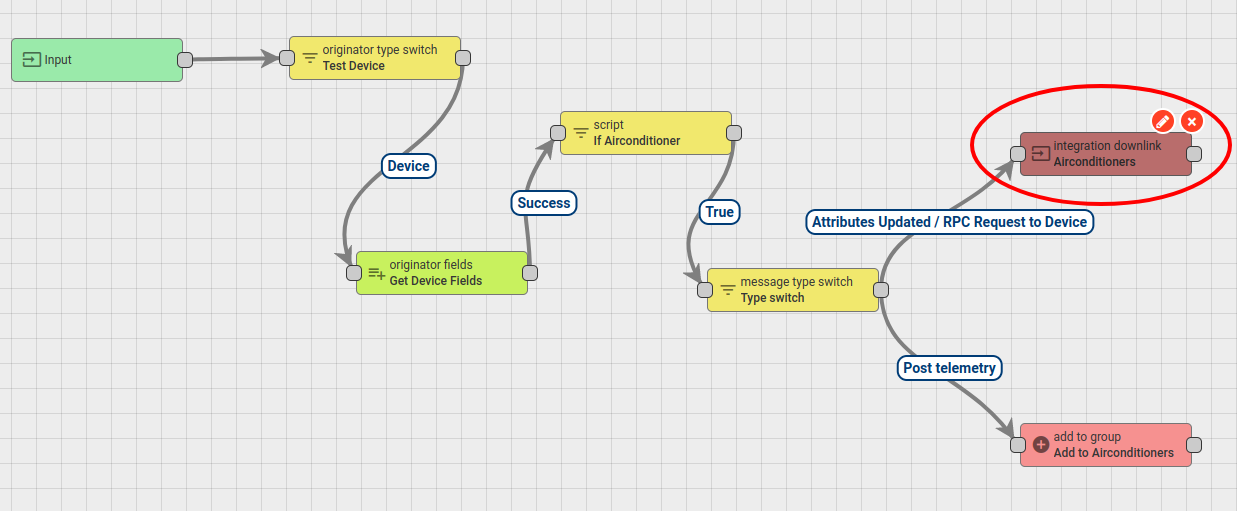 Input
originator type switch
Test Device
Device
originator fields
Get Device Fields
Success
script
If Airconditioner
True
message type switch
Type switch
Attributes Updated / RPC Request to Device
integration downlink
Airconditioners
Post telemetry
add to group
Add to Airconditioners